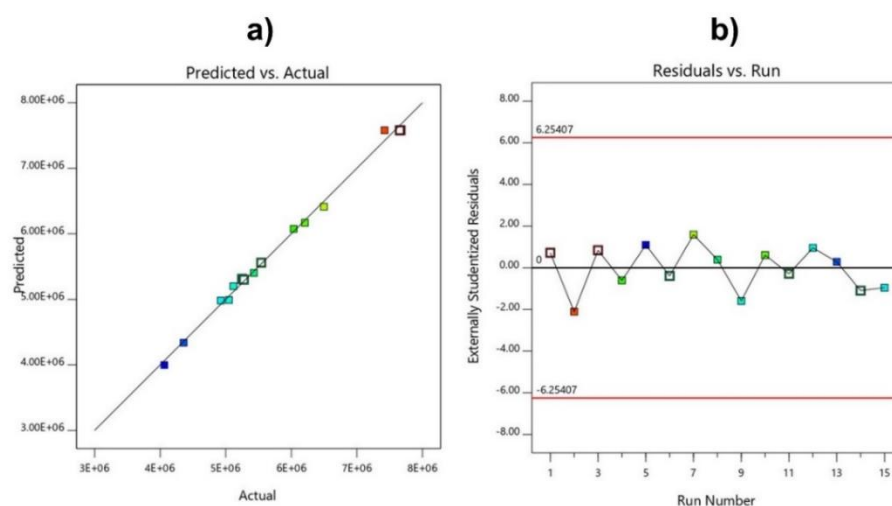 a)
Predicted vs. Actual
8.00E+06
7.00E+06
6.00E+06
5.00E+06
4.00E+06
3.00E+06
Predicted
3E+06 4E+06 5E+06 6E+06 7E+06 8E+06
Actual
b)
Residuals vs. Run
8.00
6.00
4.00
2.00
0.00
-2.00
-4.00
-6.00
-8.00
Externally Studentized Residuals
6.25407
0
-6.25407
1 3 5 7 9 11 13 15
Run Number